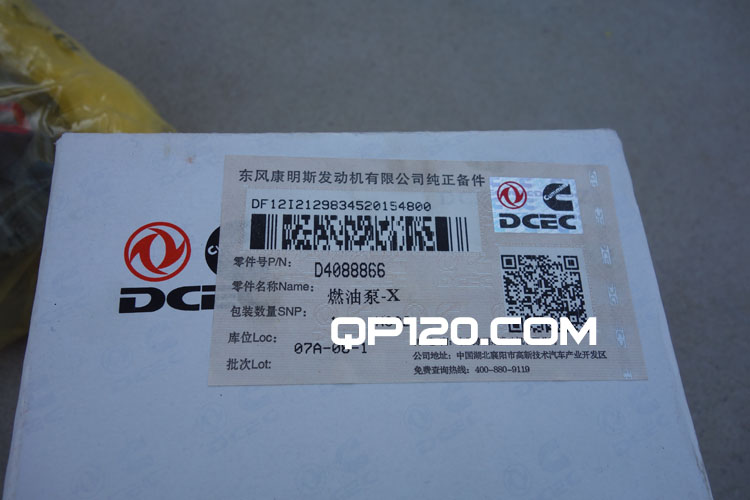 东风康明斯发动机有限公司纯正备件
DF12I2129834520154800
DCEC
零件号P/N: D4088866
零件名称Name: 燃油泵-X
包装数量SNP:
QP120.COM
库位Loc: 07A-06-1
批次Lot:
公司地址:中国湖北襄阳市高新技术汽车产业开发区
免费查询热线:400-880-9119
DCEC